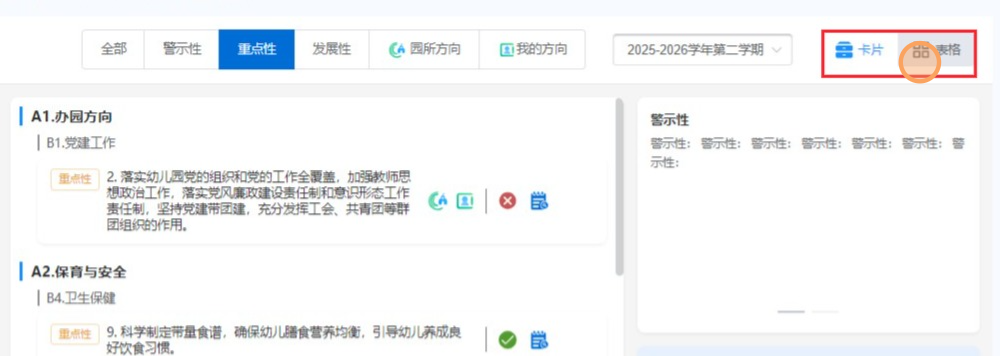 全部 警示性 重点性 发展性 园所方向 我的方向 2025-2026学年第二学期 卡片 表格
A1.办园方向
B1.党建工作
重点性
2. 落实幼儿园党的组织和党的工作全覆盖，加强教师思
想政治工作，落实党风廉政建设责任制和意识形态工作
责任制，坚持党建带团建，充分发挥工会、共青团等群
团组织的作用。
A2.保育与安全
B4.卫生保健
重点性
9. 科学制定带量食谱，确保幼儿膳食营养均衡，引导幼儿养成良
好饮食习惯。
警示性
警示性： 警示性： 警示性： 警示性： 警示性： 警示性： 警
示性：